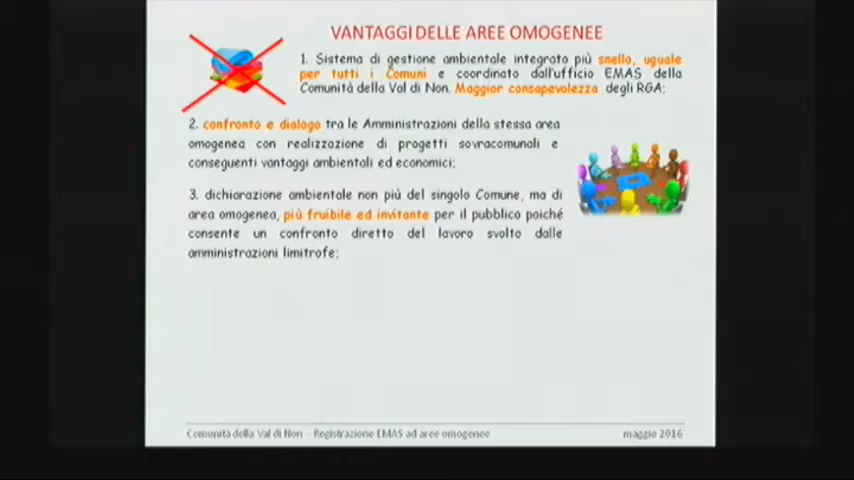 VANTAGGI DELLE AREE OMOGENEE
1. Sistema di gestione ambientale integrato più snello, uguale
per tutti i Comuni e coordinato dall'ufficio EMAS della
Comunità della Val di Non. Maggior consapevolezza degli RGA;
2. confronto e dialogo tra le Amministrazioni della stessa area
omogenea con realizzazione di progetti sovracomunali e
conseguenti vantaggi ambientali ed economici;
3. dichiarazione ambientale non più del singolo Comune, ma di
area omogenea, più fruibile ed invitante per il pubblico poiché
consente un confronto diretto del lavoro svolto dalle
amministrazioni limitrofe;
Comunità della Val di Non - Registrazione EMAS ad aree omogenee
maggio 2016